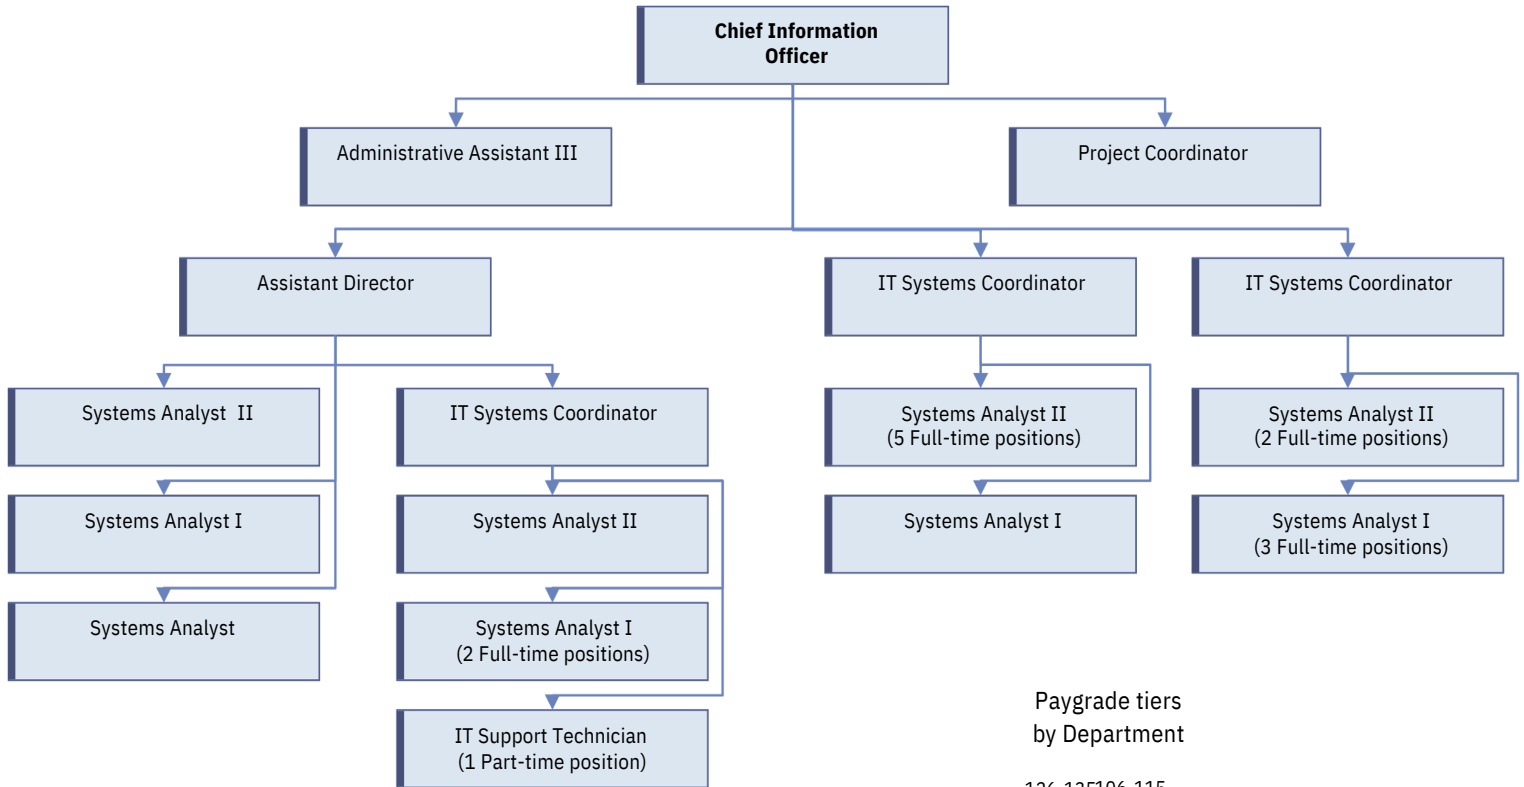 Chief Information
Officer
Administrative Assistant III
Project Coordinator
Assistant Director
IT Systems Coordinator
IT Systems Coordinator
Systems Analyst  II
IT Systems Coordinator
Systems Analyst II
(5 Full-time positions)
Systems Analyst II
(2 Full-time positions)
Systems Analyst I
Systems Analyst II
Systems Analyst I
Systems Analyst I
(3 Full-time positions)
Systems Analyst
Systems Analyst I
(2 Full-time positions)
IT Support Technician
(1 Part-time position)
Paygrade tiers
by Department